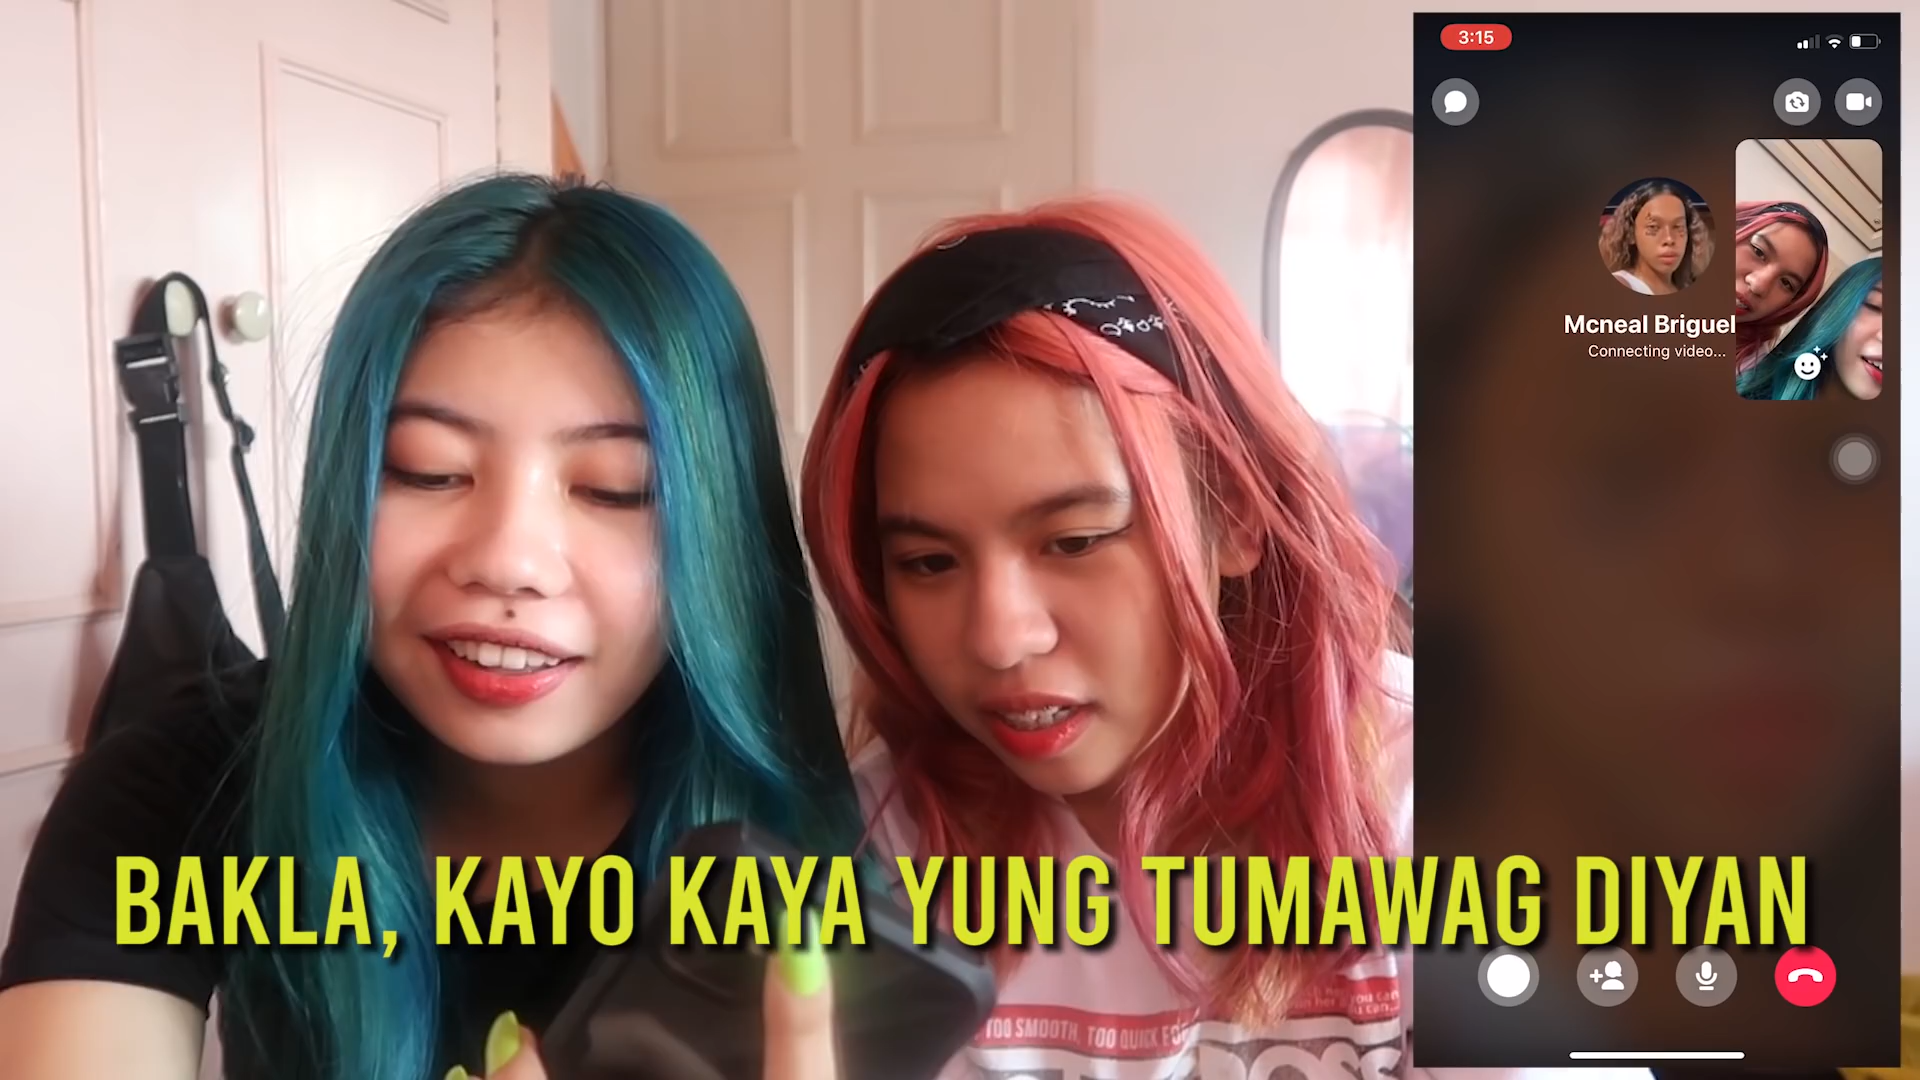 3:15
Mcneal Briguel
Connecting video...
BAKLA, KAYO KAYA YUNG TUMAWAG DIYAN
TOO SMOOTH, TOO QUICK